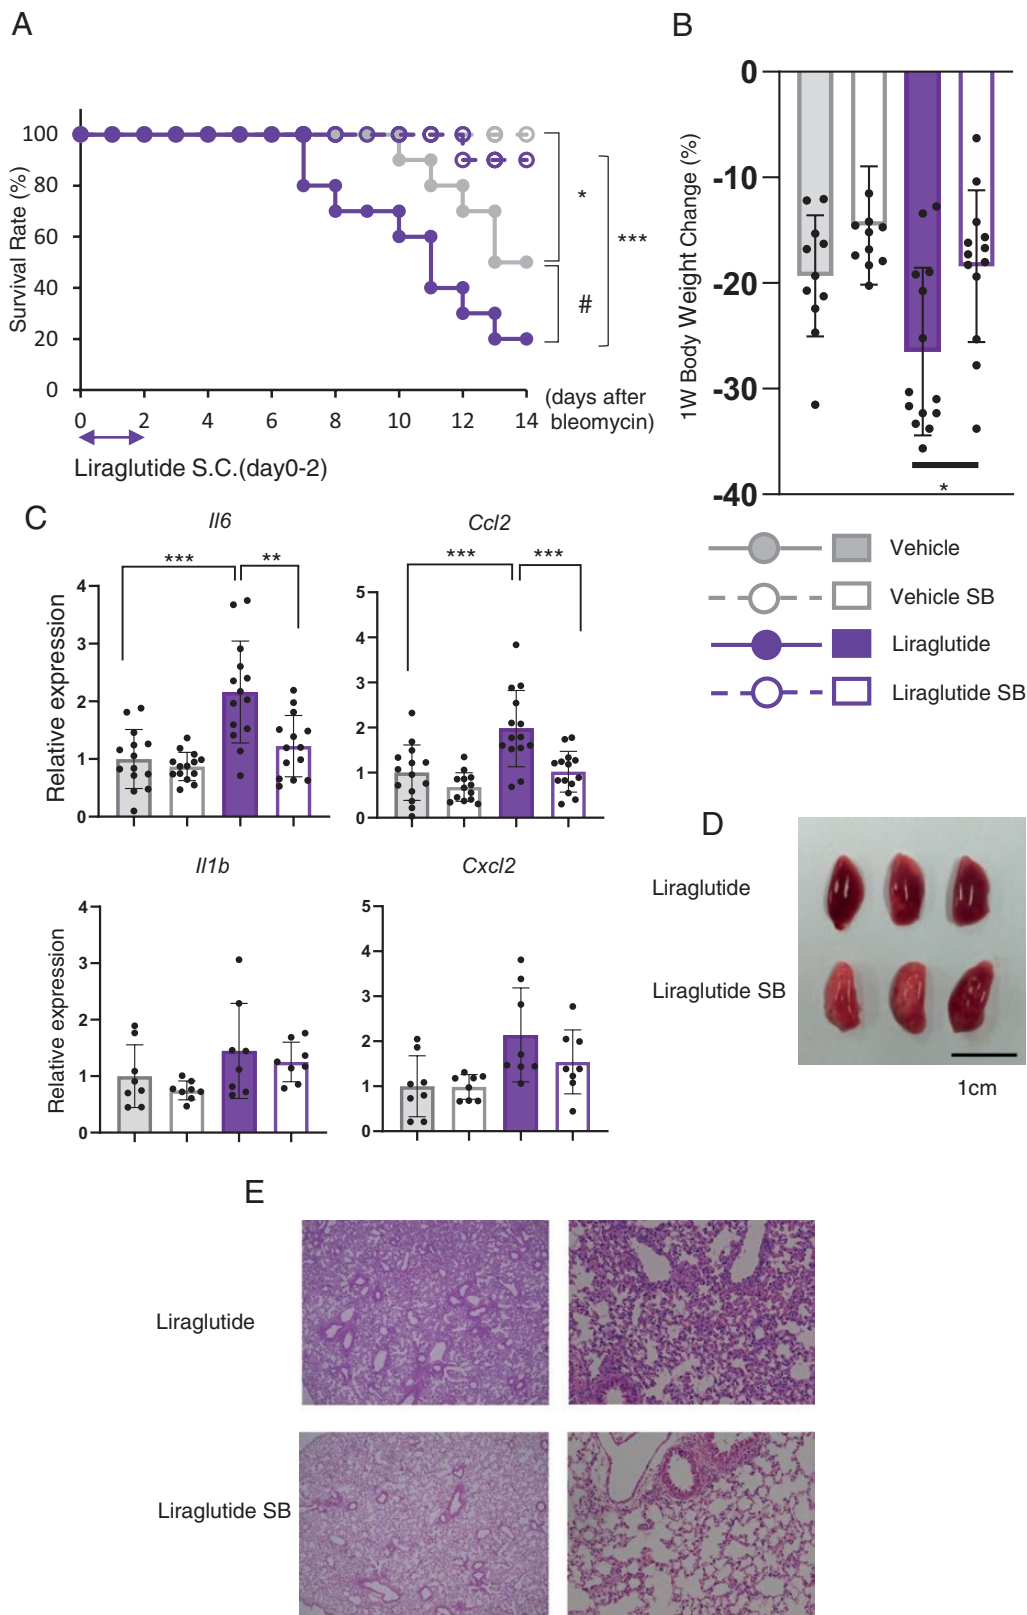 A
B
Survival Rate (%)
100
80
60
40
20
0
0 2 4 6 8 10 12 14
(days after
bleomycin)
Liraglutide S.C.(day0-2)
*
***
#
1W Body Weight Change (%)
0
-10
-20
-30
-40
*
Vehicle
Vehicle SB
Liraglutide
Liraglutide SB
C
Il6
*** **
Relative expression
4
3
2
1
0
Ccl2
*** ***
5
4
3
2
1
0
Il1b
Relative expression
4
3
2
1
0
Cxcl2
5
4
3
2
1
0
D
Liraglutide
Liraglutide SB
1cm
E
Liraglutide
Liraglutide SB